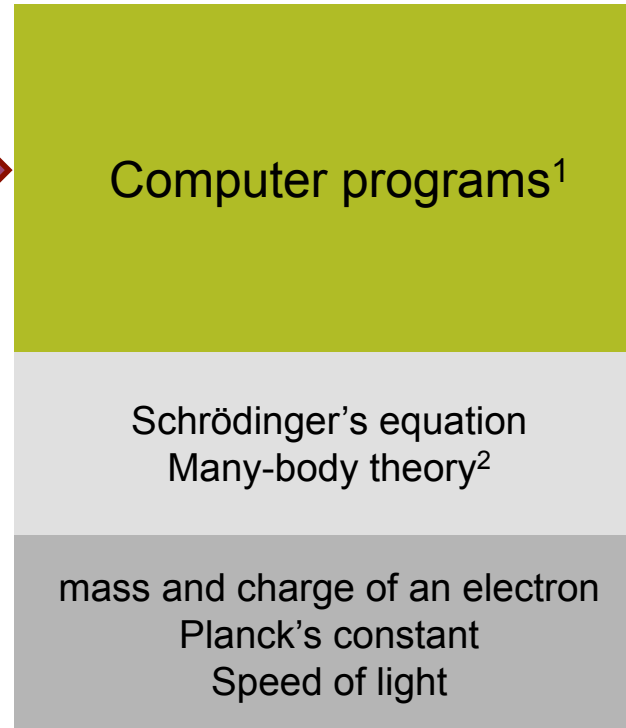 Computer programs¹
Schrödinger’s equation
Many-body theory²
mass and charge of an electron
Planck’s constant
Speed of light